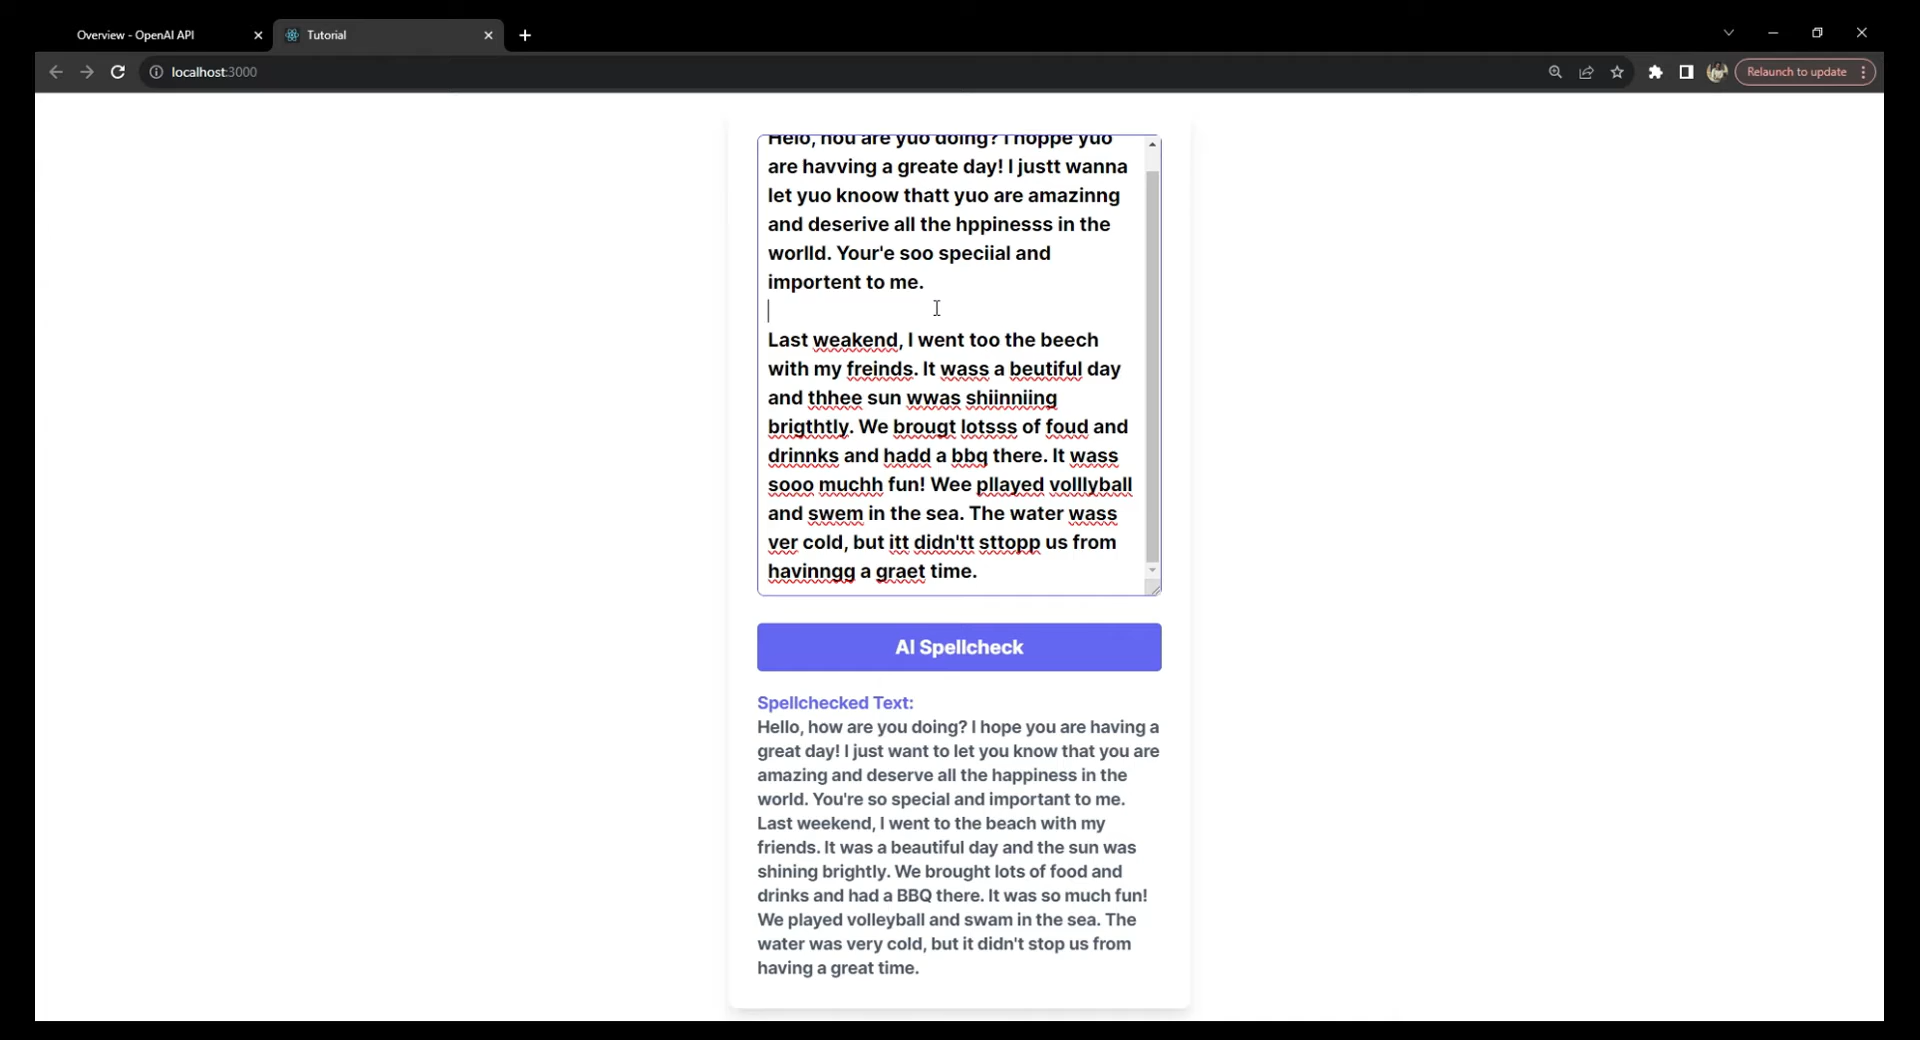 Overview - OpenAI API
Tutorial
localhost:3000
Relaunch to update
Helo, hou are yuo doing? I hoppe yuo
are havving a greate day! I justt wanna
let yuo knoow thatt yuo are amazinng
and deserive all the hppinesss in the
worlld. Your'e soo speciial and
importent to me.
Last weakend, I went too the beech
with my freinds. It wass a beutiful day
and thhee sun wwas shiinniing
brigthtly. We brougt lotsss of foud and
drinnks and hadd a bbq there. It wass
sooo muchh fun! Wee pllayed volllyball
and swem in the sea. The water wass
ver cold, but itt didn'tt sttopp us from
havinngg a graet time.
AI Spellcheck
Spellchecked Text:
Hello, how are you doing? I hope you are having a
great day! I just want to let you know that you are
amazing and deserve all the happiness in the
world. You're so special and important to me.
Last weekend, I went to the beach with my
friends. It was a beautiful day and the sun was
shining brightly. We brought lots of food and
drinks and had a BBQ there. It was so much fun!
We played volleyball and swam in the sea. The
water was very cold, but it didn't stop us from
having a great time.